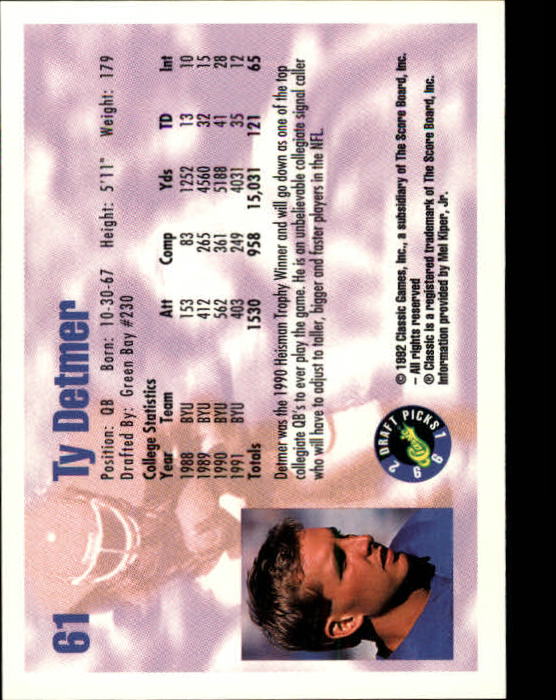 61 Ty Detmer
Position: QB Born: 10-30-67 Height: 5'11" Weight: 179
Drafted By: Green Bay #230
College Statistics
Year Team Att Comp Yds TD Int
1988 BYU 153 83 1252 13 10
1989 BYU 412 265 4560 32 15
1990 BYU 562 361 5188 41 28
1991 BYU 403 249 4031 35 12
Totals 1530 958 15,031 121 65
Detmer was the 1990 Heisman Trophy Winner and will go down as one of the top
collegiate QB's to ever play the game. He is an unbelievable collegiate signal caller
who will have to adjust to taller, bigger and faster players in the NFL.
DRAFT PICKS
Classic
1992
© 1992 Classic Games, Inc., a subsidiary of The Score Board, Inc.
– All rights reserved
® Classic is a registered trademark of The Score Board, Inc.
Information provided by Mel Kiper, Jr.